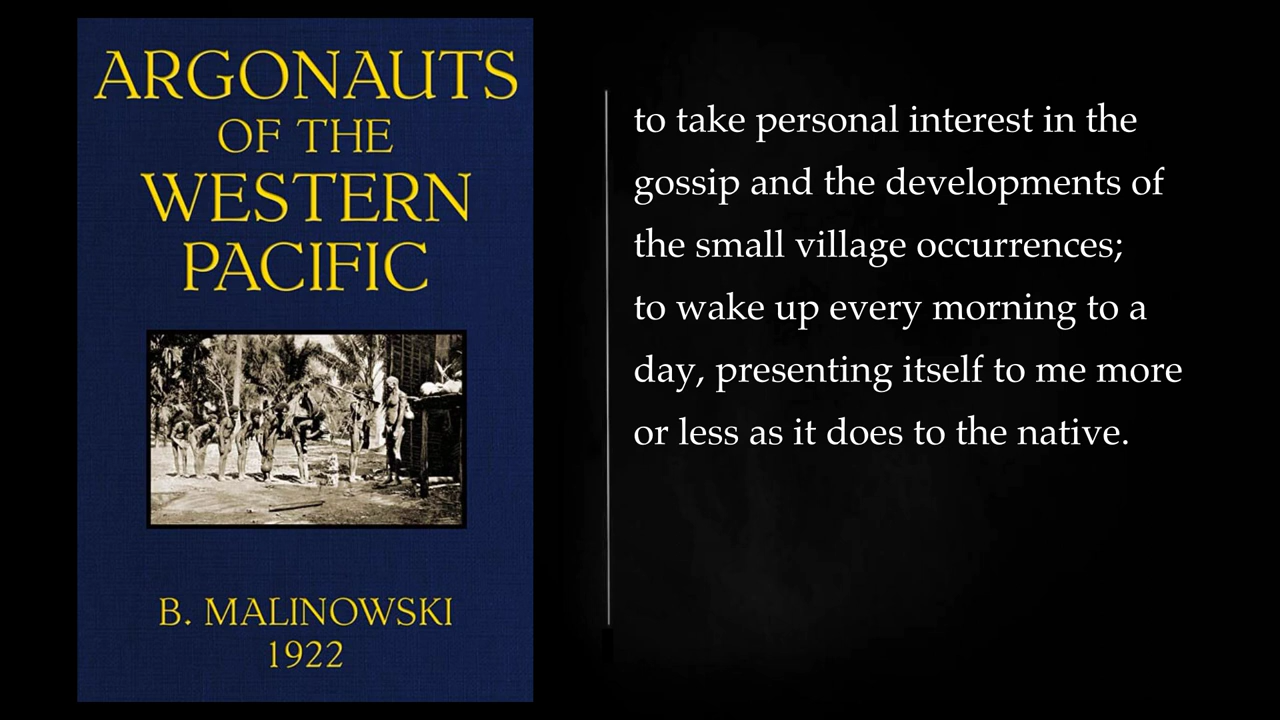 ARGONAUTS
OF THE
WESTERN
PACIFIC
B. MALINOWSKI
1922
to take personal interest in the
gossip and the developments of
the small village occurrences;
to wake up every morning to a
day, presenting itself to me more
or less as it does to the native.